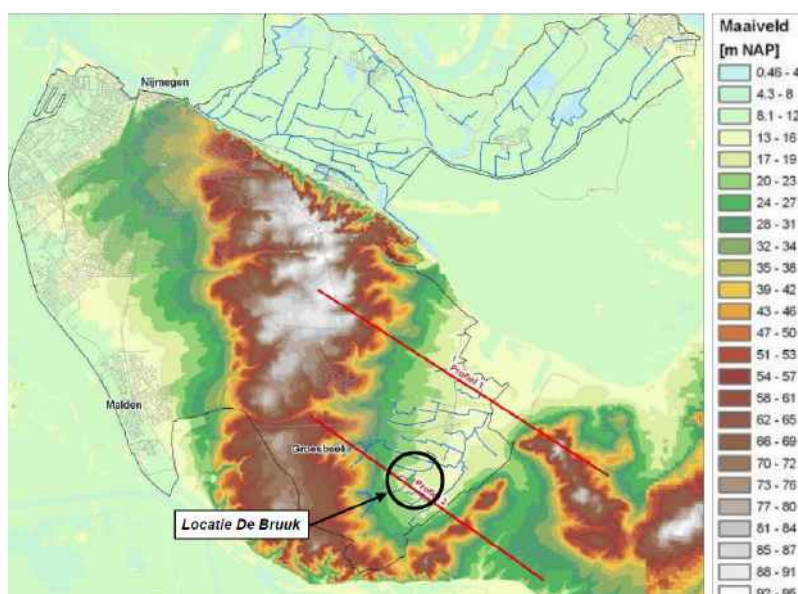 Nijmegen
Malden
Groesbeek
Profiel 1
Profiel 2
Locatie De Bruuk
Maaiveld
[m NAP]
0.46 - 4
4.3 - 8
8.1 - 12
13 - 16
17 - 19
20 - 23
24 - 27
28 - 31
32 - 34
35 - 38
39 - 42
43 - 46
47 - 50
51 - 53
54 - 57
58 - 61
62 - 65
66 - 69
70 - 72
73 - 76
77 - 80
81 - 84
85 - 87
88 - 91
92 - 95